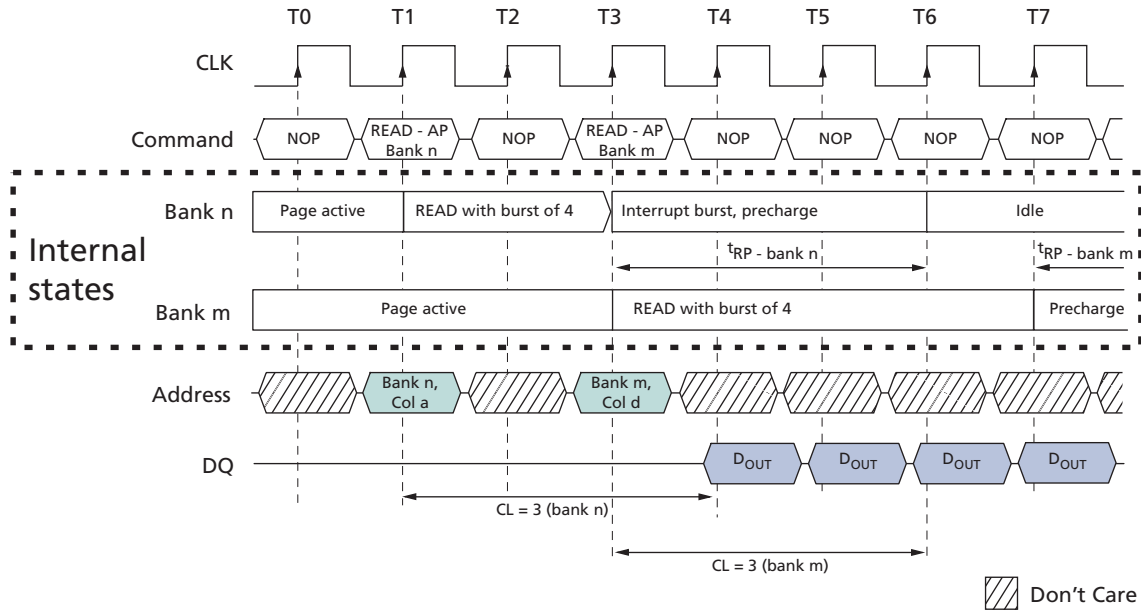 T0 T1 T2 T3 T4 T5 T6 T7
CLK
Command NOP READ - AP NOP READ - AP NOP NOP NOP NOP
Bank n Bank m
Bank n Page active READ with burst of 4 Interrupt burst, precharge Idle
Internal
states
tRP - bank n tRP - bank m
Bank m Page active READ with burst of 4 Precharge
Address Bank n, Bank m,
Col a Col d
DQ DOUT DOUT DOUT DOUT
CL = 3 (bank n)
CL = 3 (bank m)
Don't Care